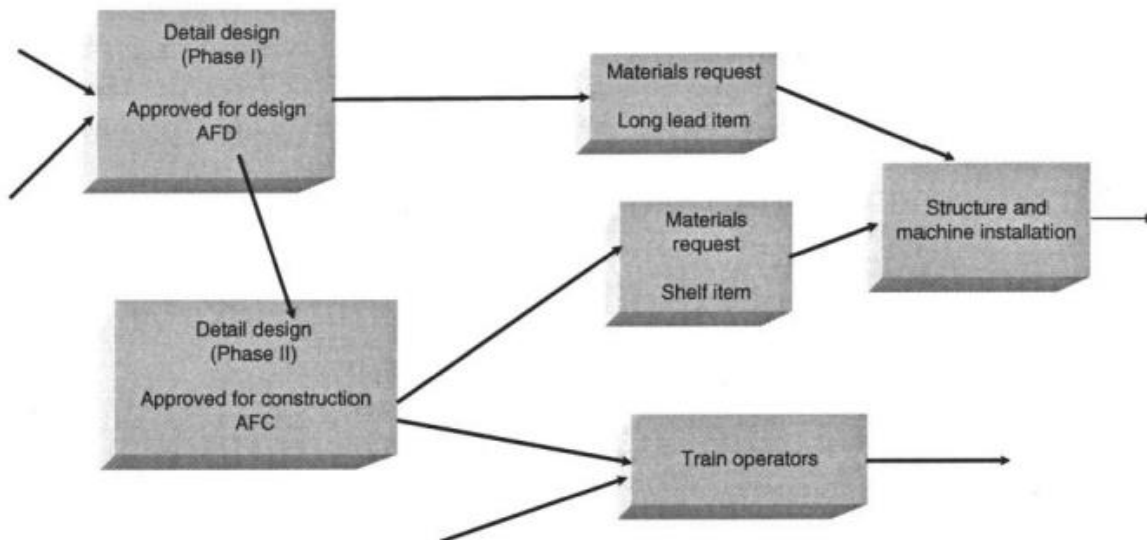 Detail design
(Phase I)
Approved for design
AFD
Materials request
Long lead item
Materials
request
Shelf item
Structure and
machine installation
Detail design
(Phase II)
Approved for construction
AFC
Train operators